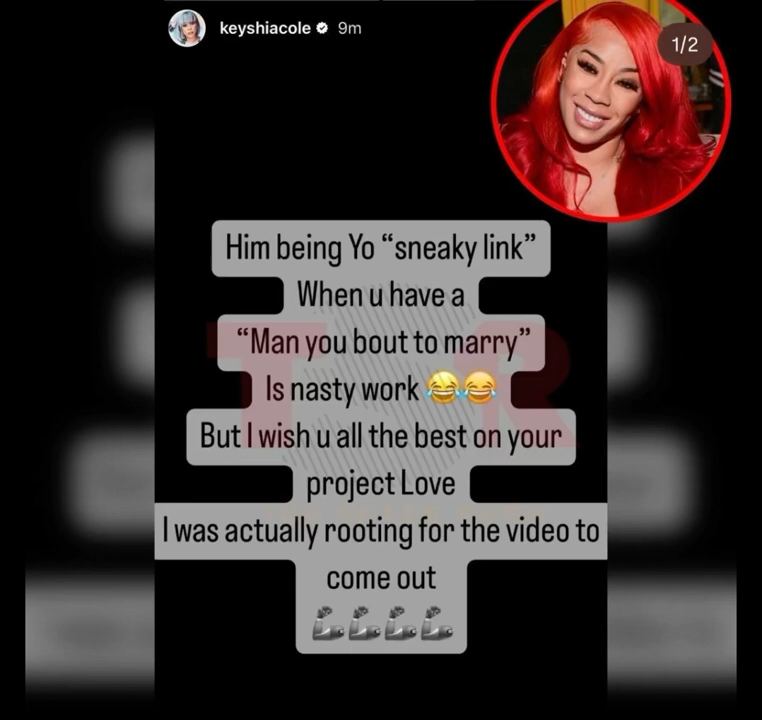 keyshiacole 9m
1/2
Him being Yo “sneaky link”
When u have a
“Man you bout to marry”
Is nasty work 😂😂
But I wish u all the best on your
project Love
I was actually rooting for the video to
come out
🦾🦾🦾🦾
T R